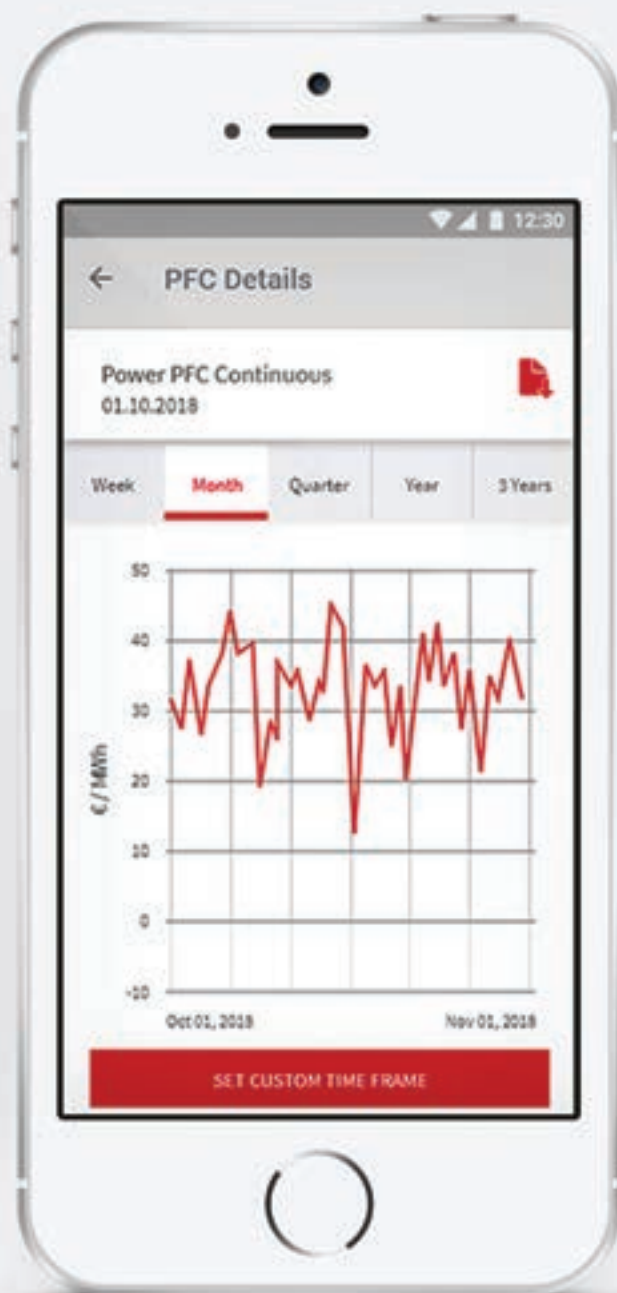 12:30
PFC Details
Power PFC Continuous
01.10.2018
Week Month Quarter Year 3 Years
50
40
30
20
10
0
-10
€ / MWh
Oct 01, 2018 Nov 01, 2018
SET CUSTOM TIME FRAME